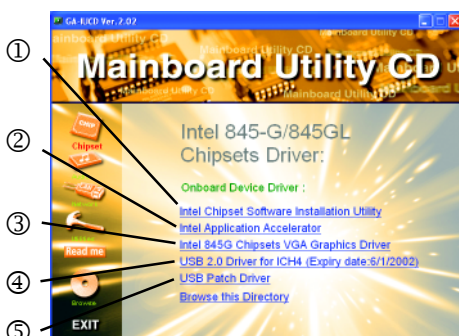 GA-IUCD Ver.2.02
Mainboard Utility CD
①
②
③
④
⑤
CHIP
Chipset
Read me
Browse
EXIT
Intel 845-G/845GL
Chipsets Driver:
Onboard Device Driver :
Intel Chipset Software Installation Utility
Intel Application Accelerator
Intel 845G Chipsets VGA Graphics Driver
USB 2.0 Driver for ICH4 (Expiry date:6/1/2002)
USB Patch Driver
Browse this Directory